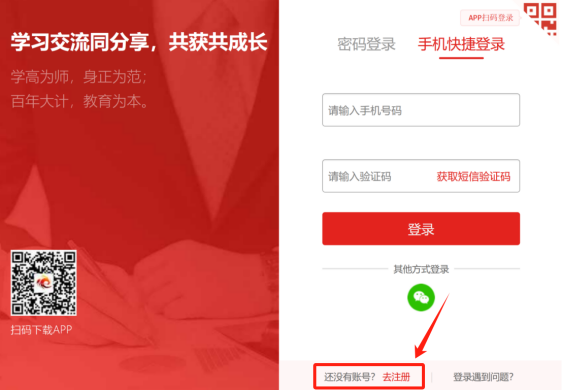 学习交流同分享，共获共成长
学高为师，身正为范；
百年大计，教育为本。
扫码下载APP
APP扫码登录
密码登录 手机快捷登录
请输入手机号码
请输入验证码 获取短信验证码
登录
其他方式登录
还没有账号？ 去注册 登录遇到问题？